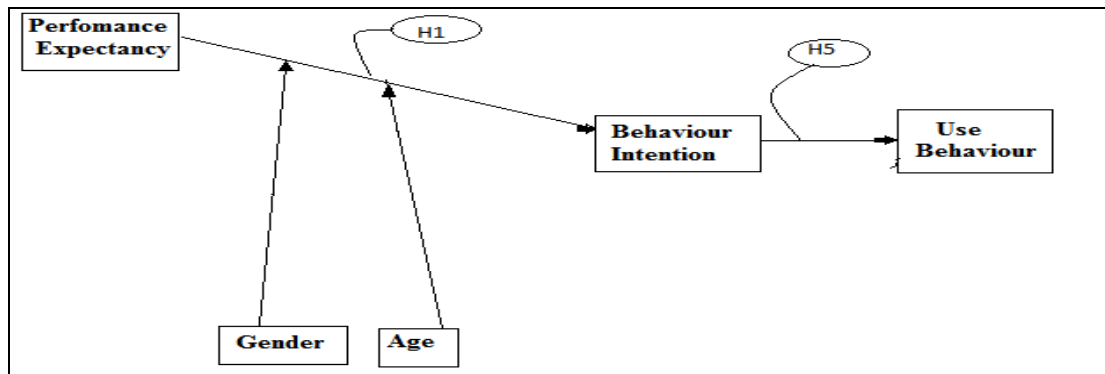 Perfomance
Expectancy
H1
H5
Behaviour
Intention
Use
Behaviour
Gender
Age